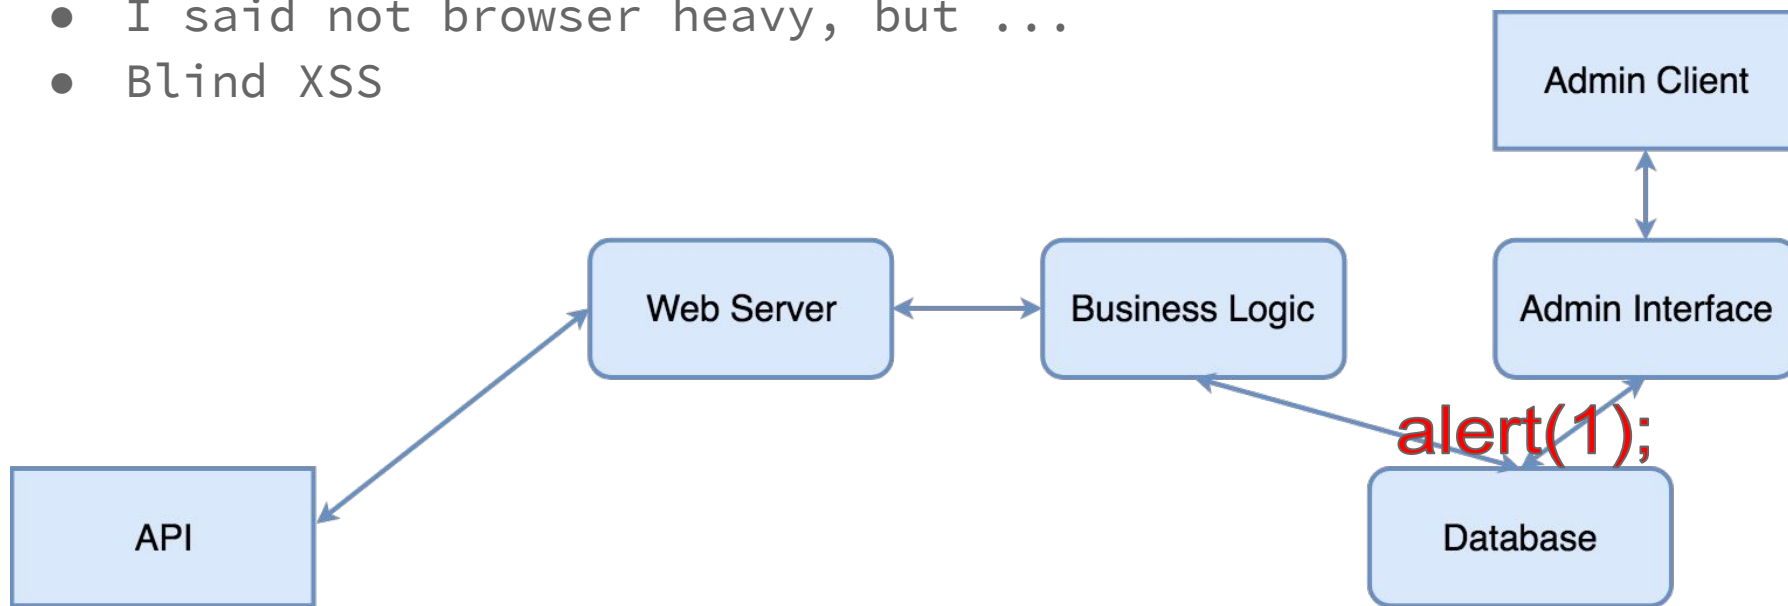 ● I said not browser heavy, but ...
● Blind XSS
Admin Client
Web Server
Business Logic
Admin Interface
alert(1);
API
Database